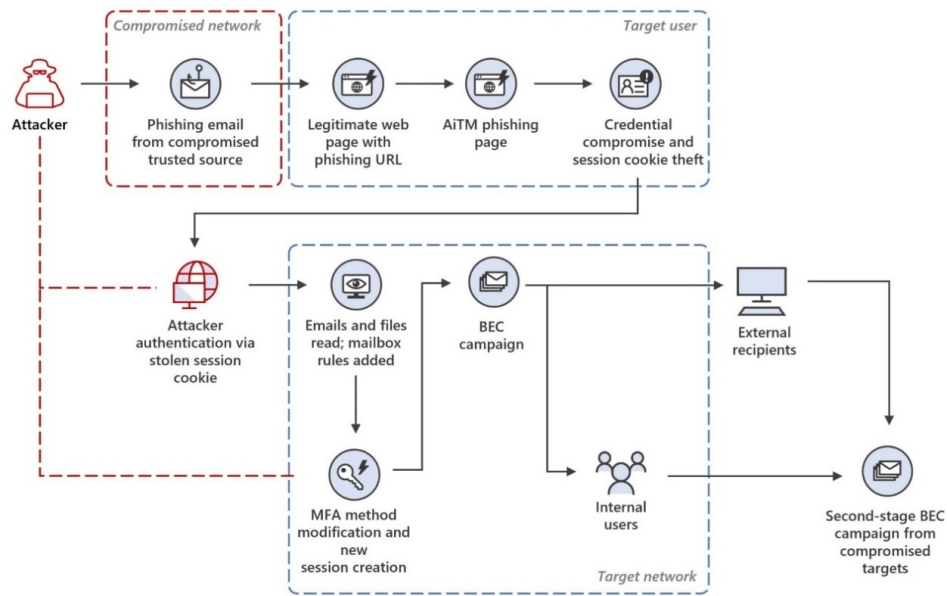 Compromised network
Target user
Attacker
Phishing email
from compromised
trusted source
Legitimate web
page with
phishing URL
AiTM phishing
page
Credential
compromise and
session cookie theft
Attacker
authentication via
stolen session
cookie
Emails and files
read; mailbox
rules added
BEC
campaign
External
recipients
MFA method
modification and
new
session creation
Internal
users
Second-stage BEC
campaign from
compromised
targets
Target network